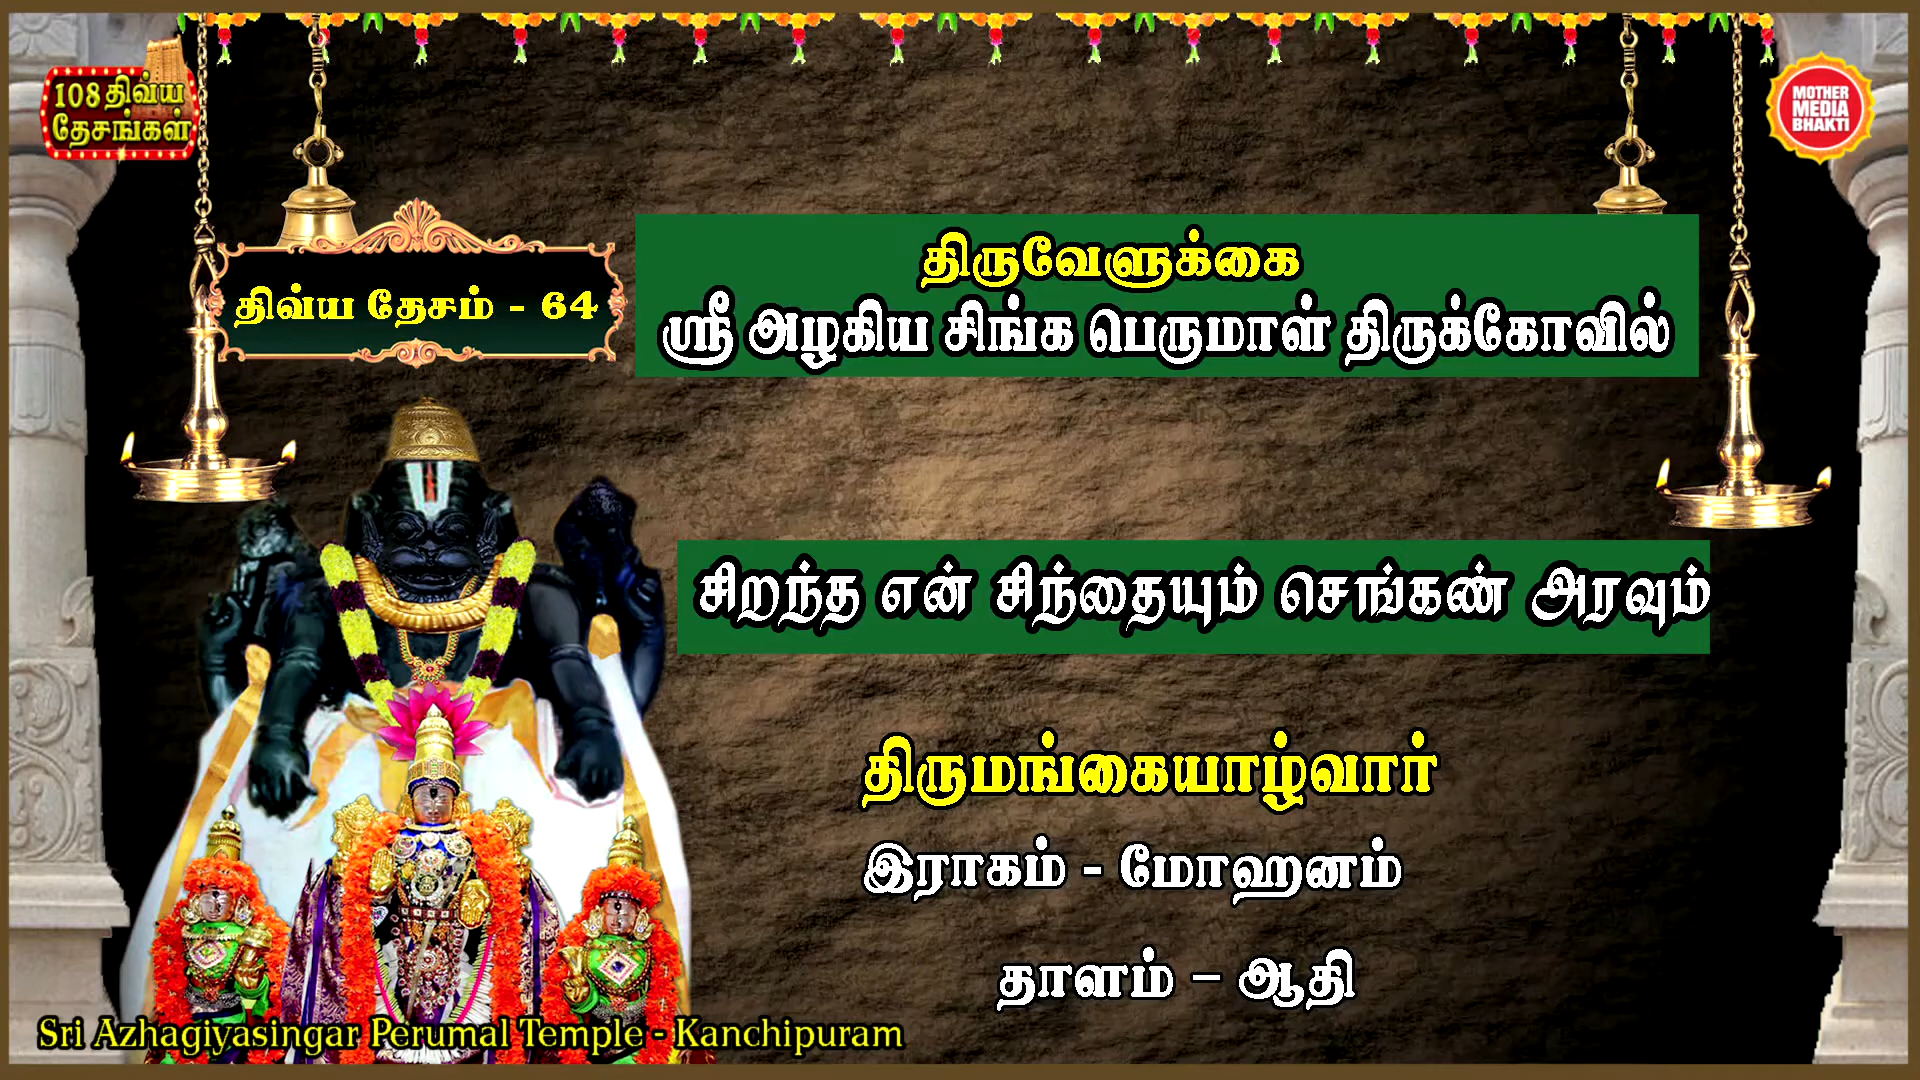 108 திவ்ய
தேசங்கள்
MOTHER
MEDIA
BHAKTI
திவ்ய தேசம் - 64
திருவேளுக்கை
ஸ்ரீ அழகிய சிங்க பெருமாள் திருக்கோவில்
சிறந்த என் சிந்தையும் செங்கண் அரவும்
திருமங்கையாழ்வார்
இராகம் - மோஹனம்
தாளம் – ஆதி
Sri Azhagiyasingar Perumal Temple - Kanchipuram